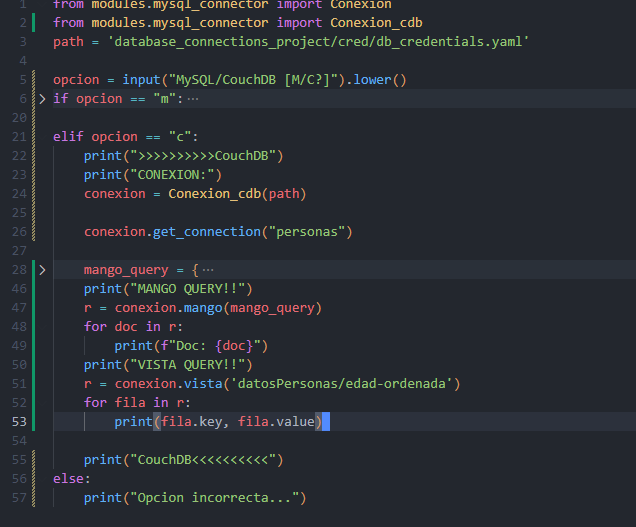 1 from modules.mysql_connector import Conexion
2 from modules.mysql_connector import Conexion_cdb
3 path = 'database_connections_project/cred/db_credentials.yaml'
4
5 opcion = input("MySQL/CouchDB [M/C?]").lower()
6 if opcion == "m": ...
20
21 elif opcion == "c":
22 print(">>>>>>>>>>CouchDB")
23 print("CONEXION:")
24 conexion = Conexion_cdb(path)
25
26 conexion.get_connection("personas")
27
28 mango_query = { ...
46 print("MANGO QUERY!!")
47 r = conexion.mango(mango_query)
48 for doc in r:
49 print(f"Doc: {doc}")
50 print("VISTA QUERY!!")
51 r = conexion.vista('datosPersonas/edad-ordenada')
52 for fila in r:
53 print(fila.key, fila.value)
54
55 print("CouchDB<<<<<<<<<<")
56 else:
57 print("Opcion incorrecta...")